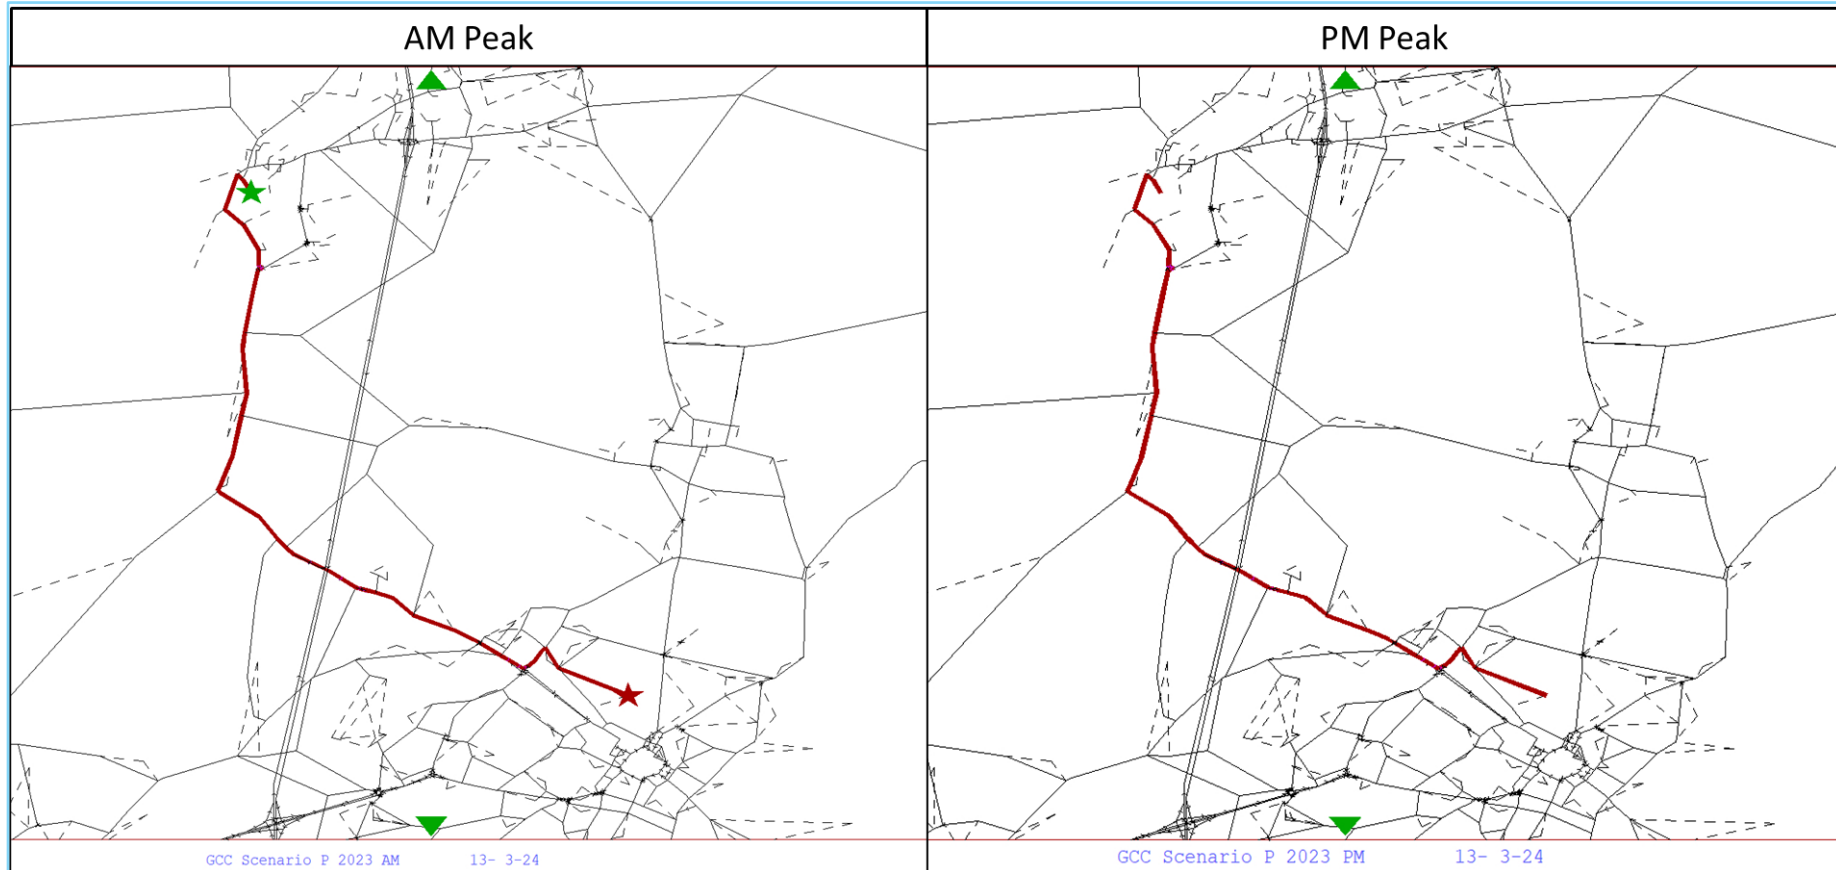 AM Peak
PM Peak
GCC Scenario P 2023 AM 13- 3-24
GCC Scenario P 2023 PM 13- 3-24